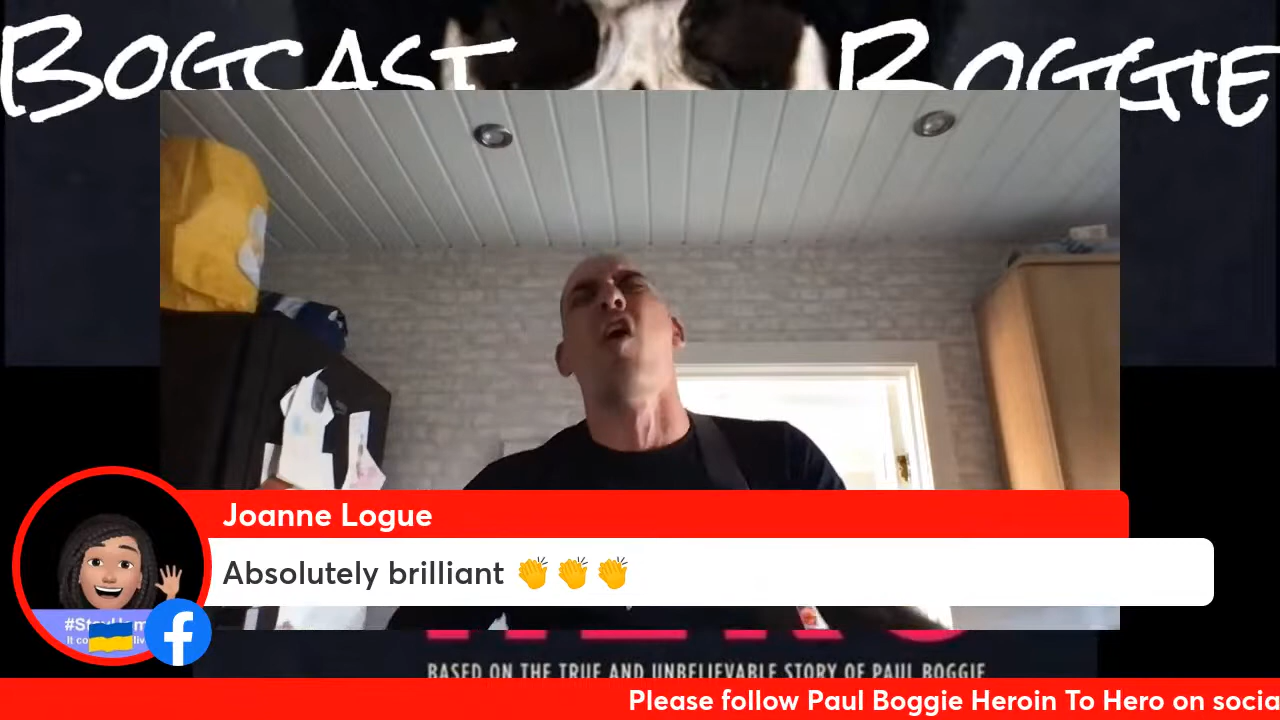 BOGCAST
BOGGIE
Joanne Logue
Absolutely brilliant 👏👏👏
HERO
BASED ON THE TRUE AND UNBELIEVABLE STORY OF PAUL BOGGIE
Please follow Paul Boggie Heroin To Hero on socia